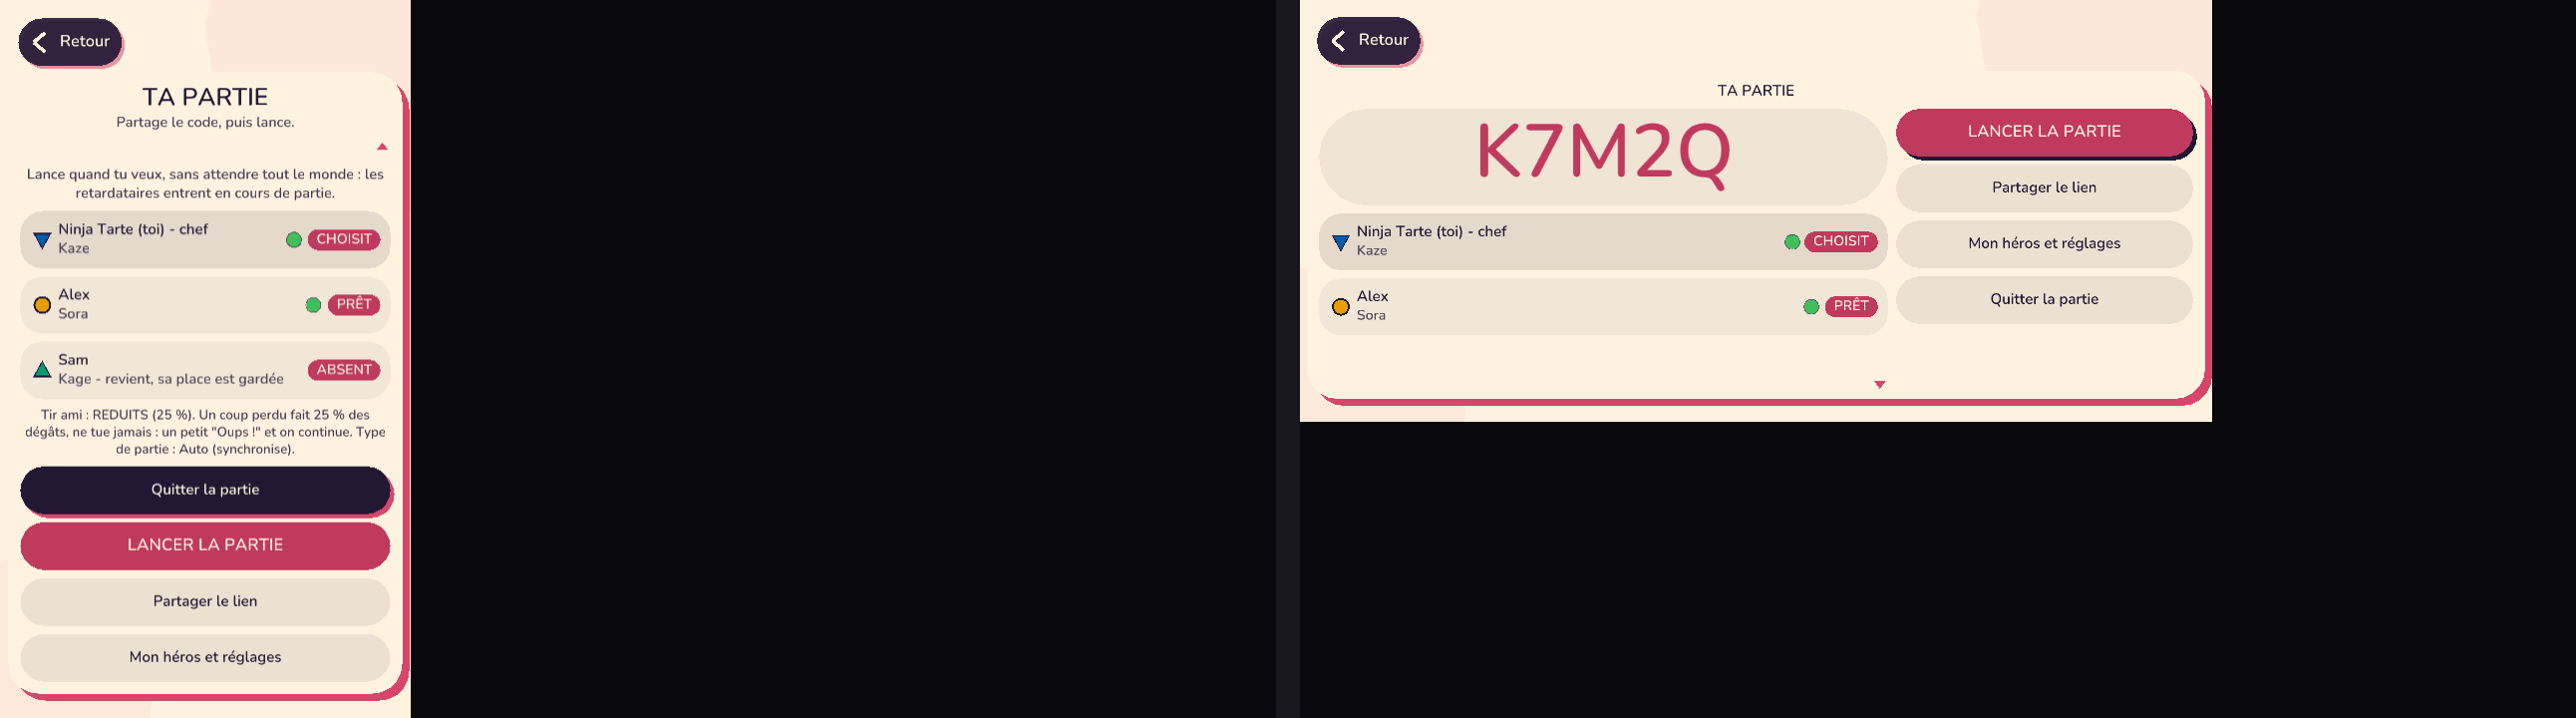 Retour
TA PARTIE
Partage le code, puis lance.
Lance quand tu veux, sans attendre tout le monde : les
retardataires entrent en cours de partie.
Ninja Tarte (toi) - chef
Kaze
CHOISIT
Alex
Sora
PRÊT
Sam
Kage - revient, sa place est gardée
ABSENT
Tir ami : REDUITS (25 %). Un coup perdu fait 25 % des
dégâts, ne tue jamais : un petit "Oups !" et on continue. Type
de partie : Auto (synchronise).
Quitter la partie
LANCER LA PARTIE
Partager le lien
Mon héros et réglages
Retour
TA PARTIE
K7M2Q
Ninja Tarte (toi) - chef
Kaze
CHOISIT
Alex
Sora
PRÊT
LANCER LA PARTIE
Partager le lien
Mon héros et réglages
Quitter la partie